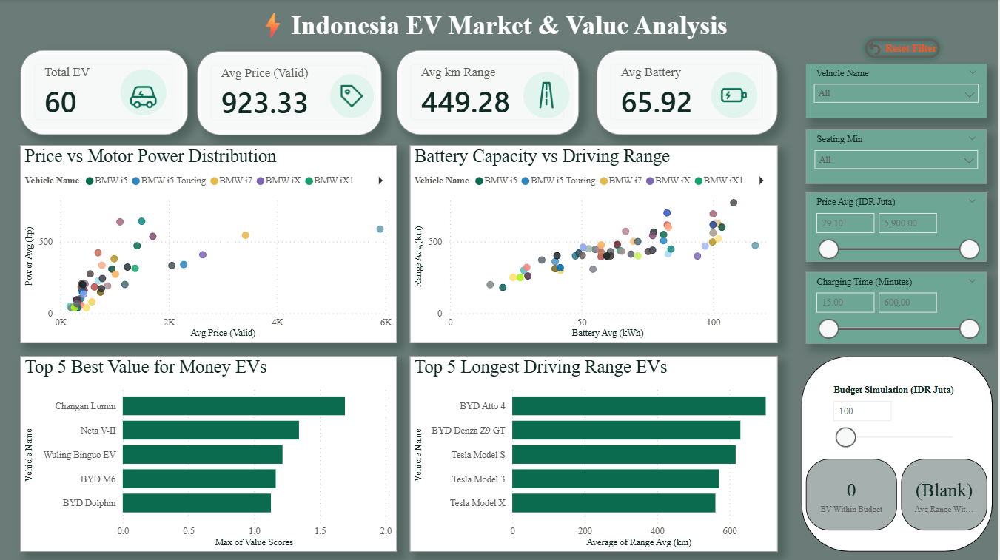 ⚡ Indonesia EV Market & Value Analysis
Reset Filter
Total EV
60
Avg Price (Valid)
923.33
Avg km Range
449.28
Avg Battery
65.92
Vehicle Name
All
Seating Min
All
Price Avg (IDR Juta)
29.10 5,900.00
Charging Time (Minutes)
15.00 600.00
Price vs Motor Power Distribution
Vehicle Name BMW i5 BMW i5 Touring BMW i7 BMW iX BMW iX1
Power Avg (hp)
500
0
0K 2K 4K 6K
Avg Price (Valid)
Battery Capacity vs Driving Range
Vehicle Name BMW i5 BMW i5 Touring BMW i7 BMW iX BMW iX1
Range Avg (km)
500
0
0 50 100
Battery Avg (kWh)
Top 5 Best Value for Money EVs
Vehicle Name
Changan Lumin
Neta V-II
Wuling Binguo EV
BYD M6
BYD Dolphin
0.0 0.5 1.0 1.5 2.0
Max of Value Scores
Top 5 Longest Driving Range EVs
Vehicle Name
BYD Atto 4
BYD Denza Z9 GT
Tesla Model S
Tesla Model 3
Tesla Model X
0 200 400 600
Average of Range Avg (km)
Budget Simulation (IDR Juta)
100
0
EV Within Budget
(Blank)
Avg Range Wit...